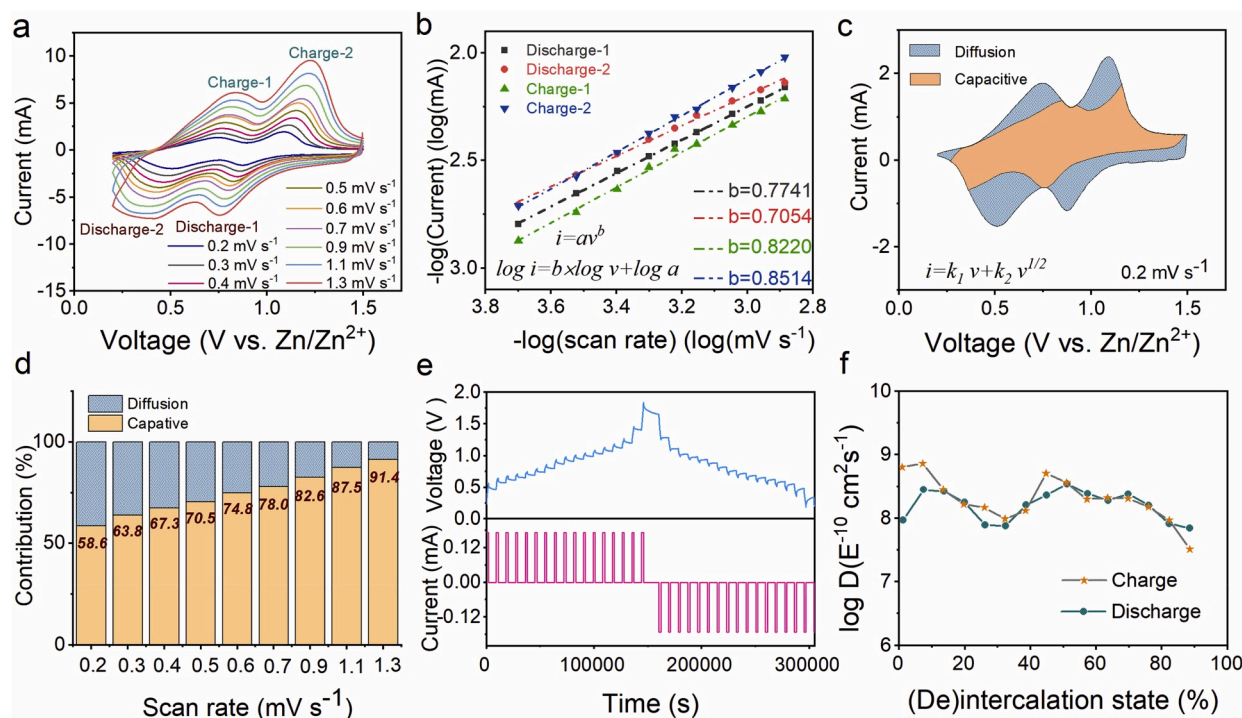 a
Current (mA)
10
5
0
-5
-10
-15
Charge-1
Charge-2
Discharge-2
Discharge-1
0.2 mV s⁻¹
0.3 mV s⁻¹
0.4 mV s⁻¹
0.5 mV s⁻¹
0.6 mV s⁻¹
0.7 mV s⁻¹
0.9 mV s⁻¹
1.1 mV s⁻¹
1.3 mV s⁻¹
0.0 0.5 1.0 1.5
Voltage (V vs. Zn/Zn²⁺)
b
-log(Current) (log(mA))
2.0
2.5
3.0
Discharge-1
Discharge-2
Charge-1
Charge-2
b=0.7741
b=0.7054
b=0.8220
b=0.8514
i=avᵇ
log i=b×log v+log a
3.8 3.6 3.4 3.2 3.0 2.8
-log(scan rate) (log(mV s⁻¹)
c
Current (mA)
2
0
-2
Diffusion
Capacitive
i=k₁ v+k₂ v^1/2
0.2 mV s⁻¹
0.0 0.5 1.0 1.5
Voltage (V vs. Zn/Zn²⁺)
d
Contribution (%)
100
50
0
Diffusion
Capative
58.6 63.8 67.3 70.5 74.8 78.0 82.6 87.5 91.4
0.2 0.3 0.4 0.5 0.6 0.7 0.9 1.1 1.3
Scan rate (mV s⁻¹)
e
Voltage (V)
2.0
1.5
1.0
0.5
0.0
Current (mA)
0.12
0.00
-0.12
0 100000 200000 300000
Time (s)
f
log D(E⁻¹⁰ cm²s⁻¹)
10
9
8
7
6
Charge
Discharge
0 20 40 60 80 100
(De)intercalation state (%)